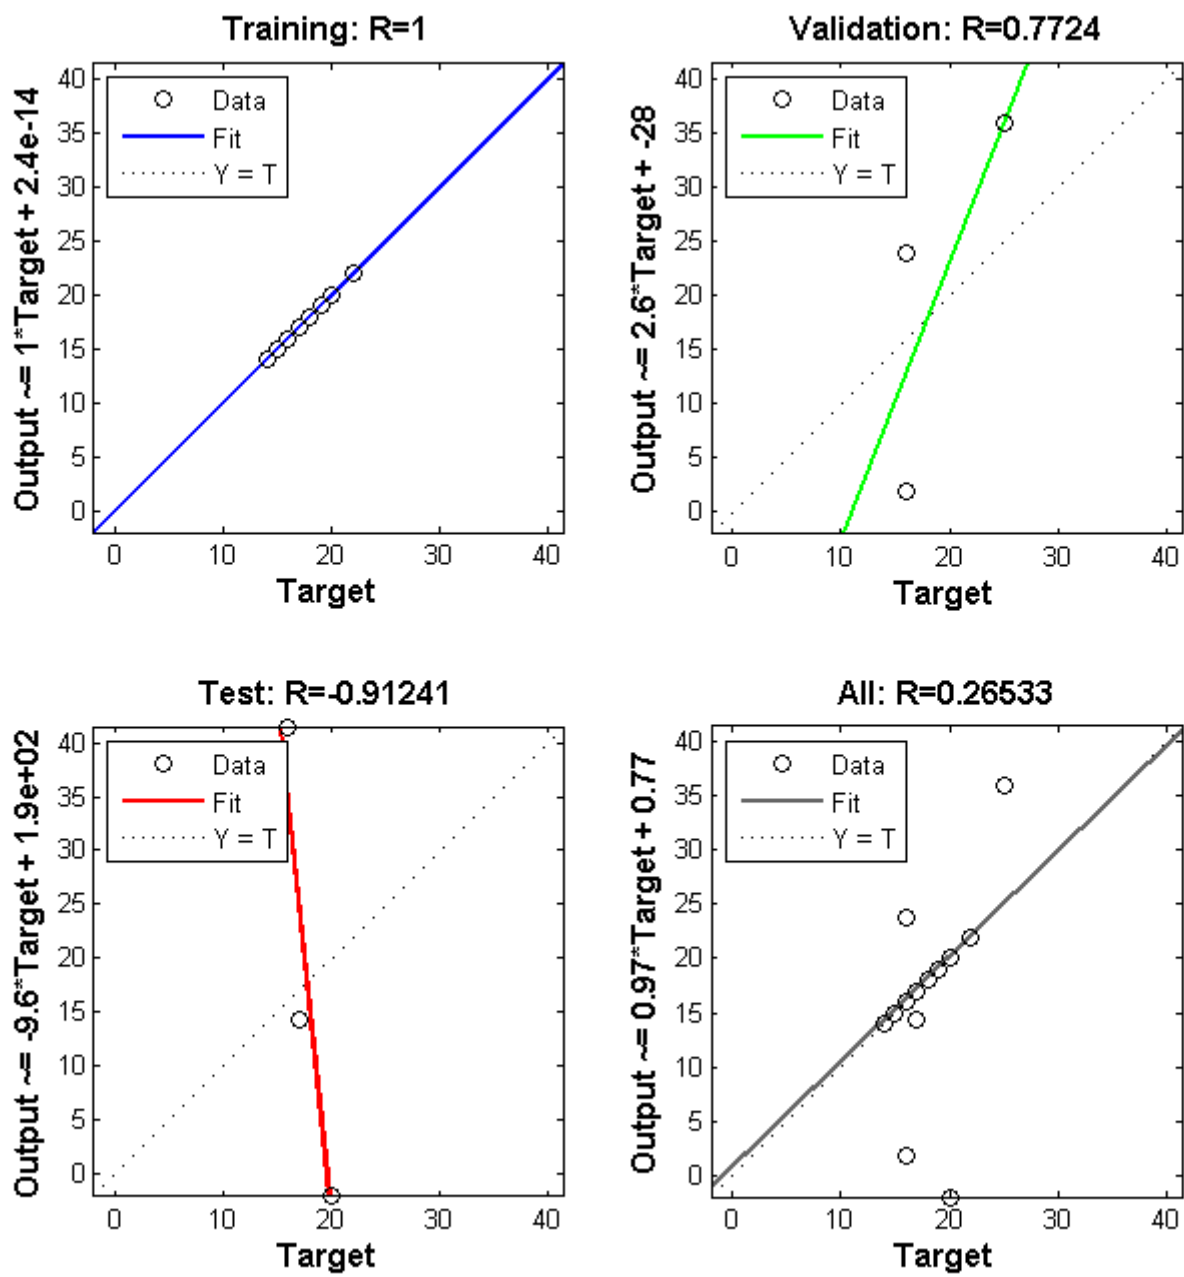 Training: R=1
Output ~= 1*Target + 2.4e-14
40
35
30
25
20
15
10
5
0
Data
Fit
Y = T
0 10 20 30 40
Target
Validation: R=0.7724
Output ~= 2.6*Target + -28
40
35
30
25
20
15
10
5
0
Data
Fit
Y = T
0 10 20 30 40
Target
Test: R=-0.91241
Output ~= -9.6*Target + 1.9e+02
40
35
30
25
20
15
10
5
0
Data
Fit
Y = T
0 10 20 30 40
Target
All: R=0.26533
Output ~= 0.97*Target + 0.77
40
35
30
25
20
15
10
5
0
Data
Fit
Y = T
0 10 20 30 40
Target